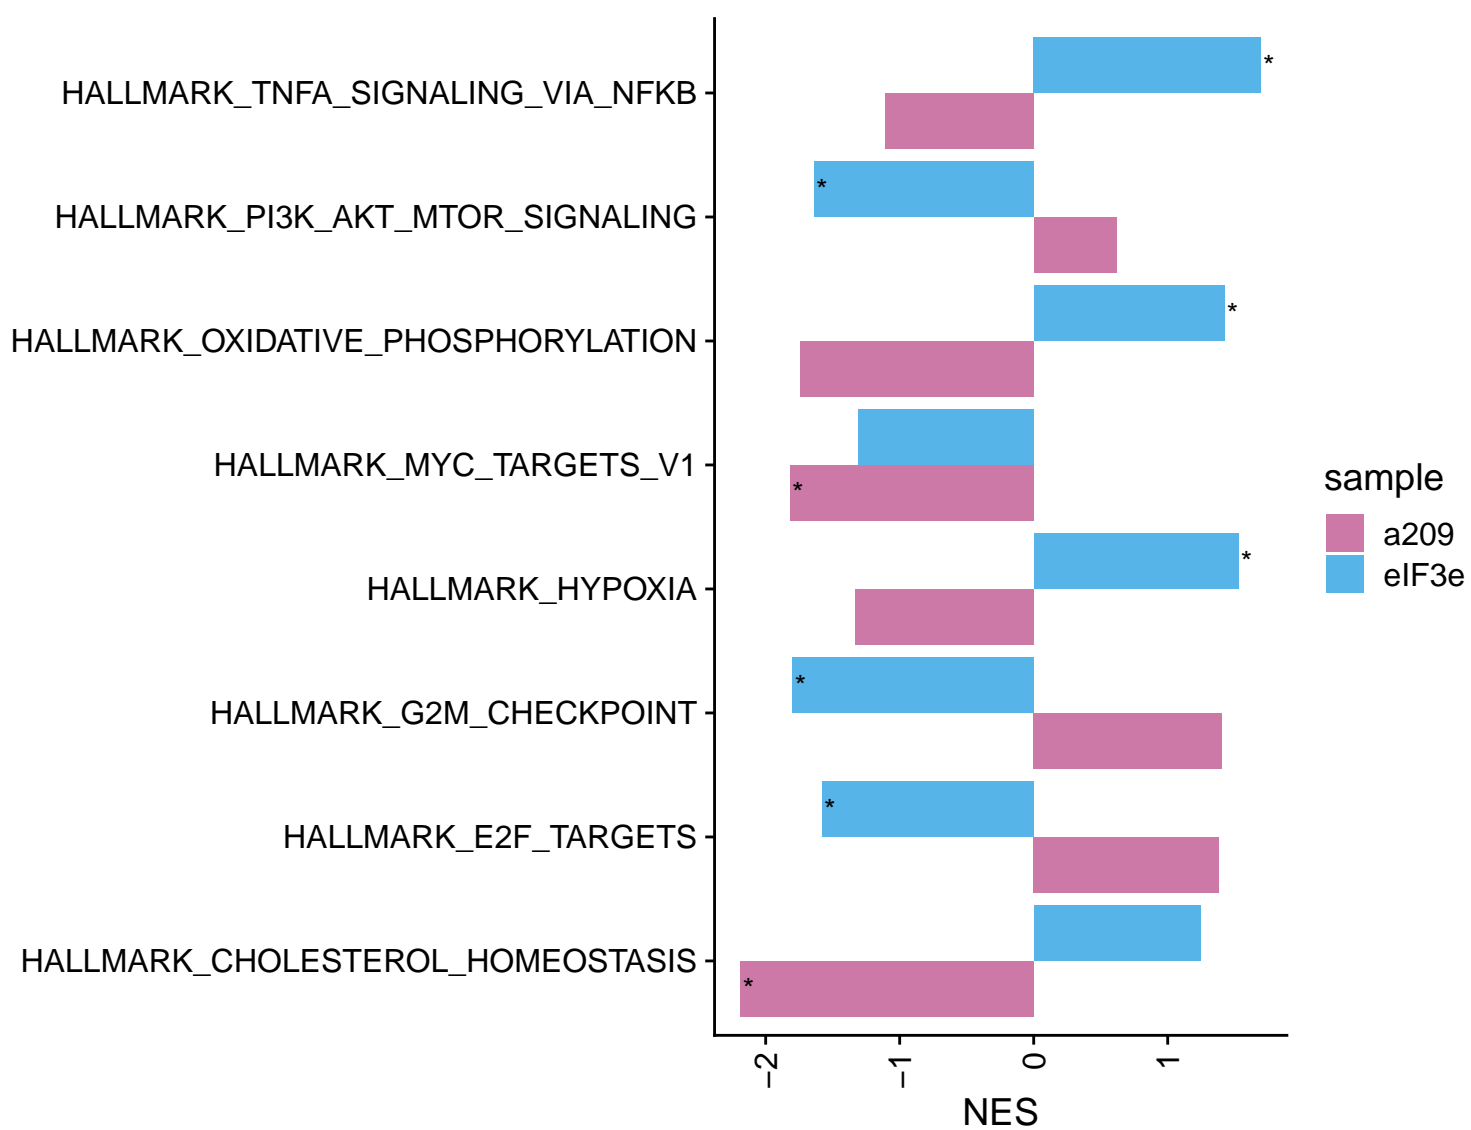 HALLMARK_TNFA_SIGNALING_VIA_NFKB
*
HALLMARK_PI3K_AKT_MTOR_SIGNALING
*
HALLMARK_OXIDATIVE_PHOSPHORYLATION
*
HALLMARK_MYC_TARGETS_V1
*
HALLMARK_HYPOXIA
*
HALLMARK_G2M_CHECKPOINT
*
HALLMARK_E2F_TARGETS
*
HALLMARK_CHOLESTEROL_HOMEOSTASIS
*
−2
−1
0
1
NES
sample
a209
eIF3e